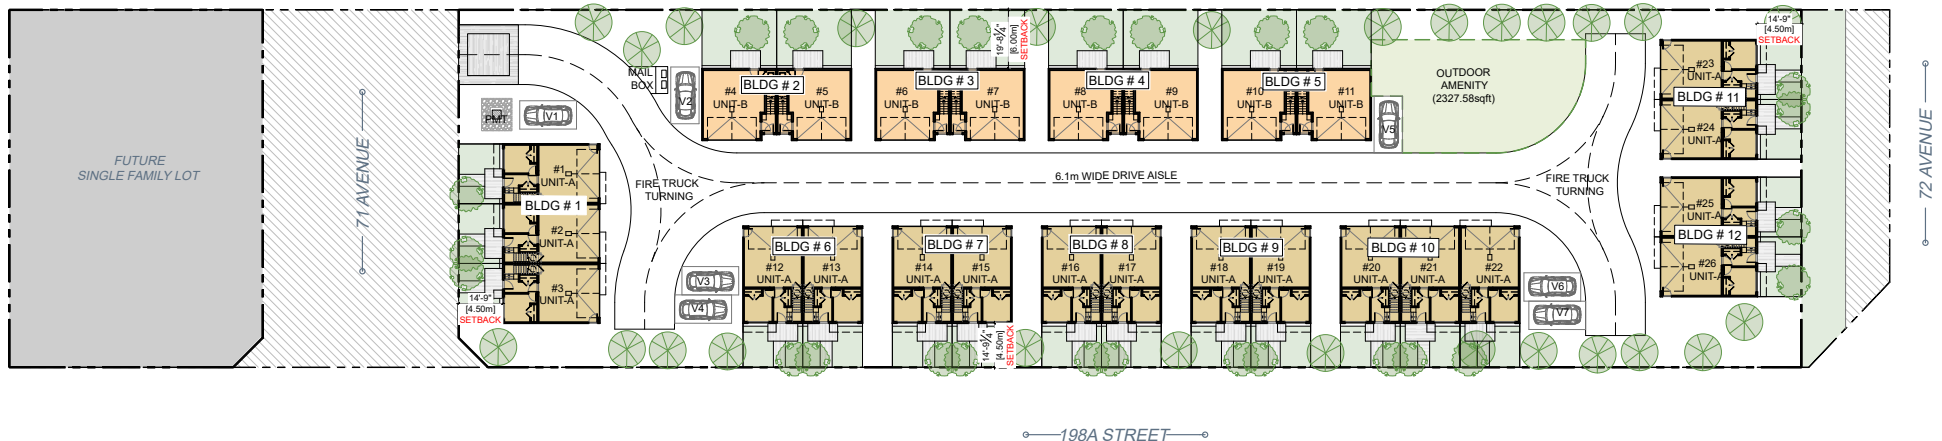 FUTURE
SINGLE FAMILY LOT
71 AVENUE
MAIL
BOX
PMT
V1
V2
BLDG # 1
#1
UNIT-A
#2
UNIT-A
#3
UNIT-A
14'-9"
[4.50m]
SETBACK
FIRE TRUCK
TURNING
V3
V4
BLDG # 2
#4
UNIT-B
#5
UNIT-B
BLDG # 3
#6
UNIT-B
#7
UNIT-B
19'-8¼"
[6.00m]
SETBACK
BLDG # 4
#8
UNIT-B
#9
UNIT-B
BLDG # 5
#10
UNIT-B
#11
UNIT-B
V5
OUTDOOR
AMENITY
(2327.58sqft)
6.1m WIDE DRIVE AISLE
FIRE TRUCK
TURNING
BLDG # 6
#12
UNIT-A
#13
UNIT-A
BLDG # 7
#14
UNIT-A
#15
UNIT-A
14'-9¼"
[4.50m]
SETBACK
BLDG # 8
#16
UNIT-A
#17
UNIT-A
BLDG # 9
#18
UNIT-A
#19
UNIT-A
BLDG # 10
#20
UNIT-A
#21
UNIT-A
#22
UNIT-A
V6
V7
14'-9"
[4.50m]
SETBACK
#23
UNIT-A
BLDG # 11
#24
UNIT-A
#25
UNIT-A
BLDG # 12
#26
UNIT-A
72 AVENUE
198A STREET